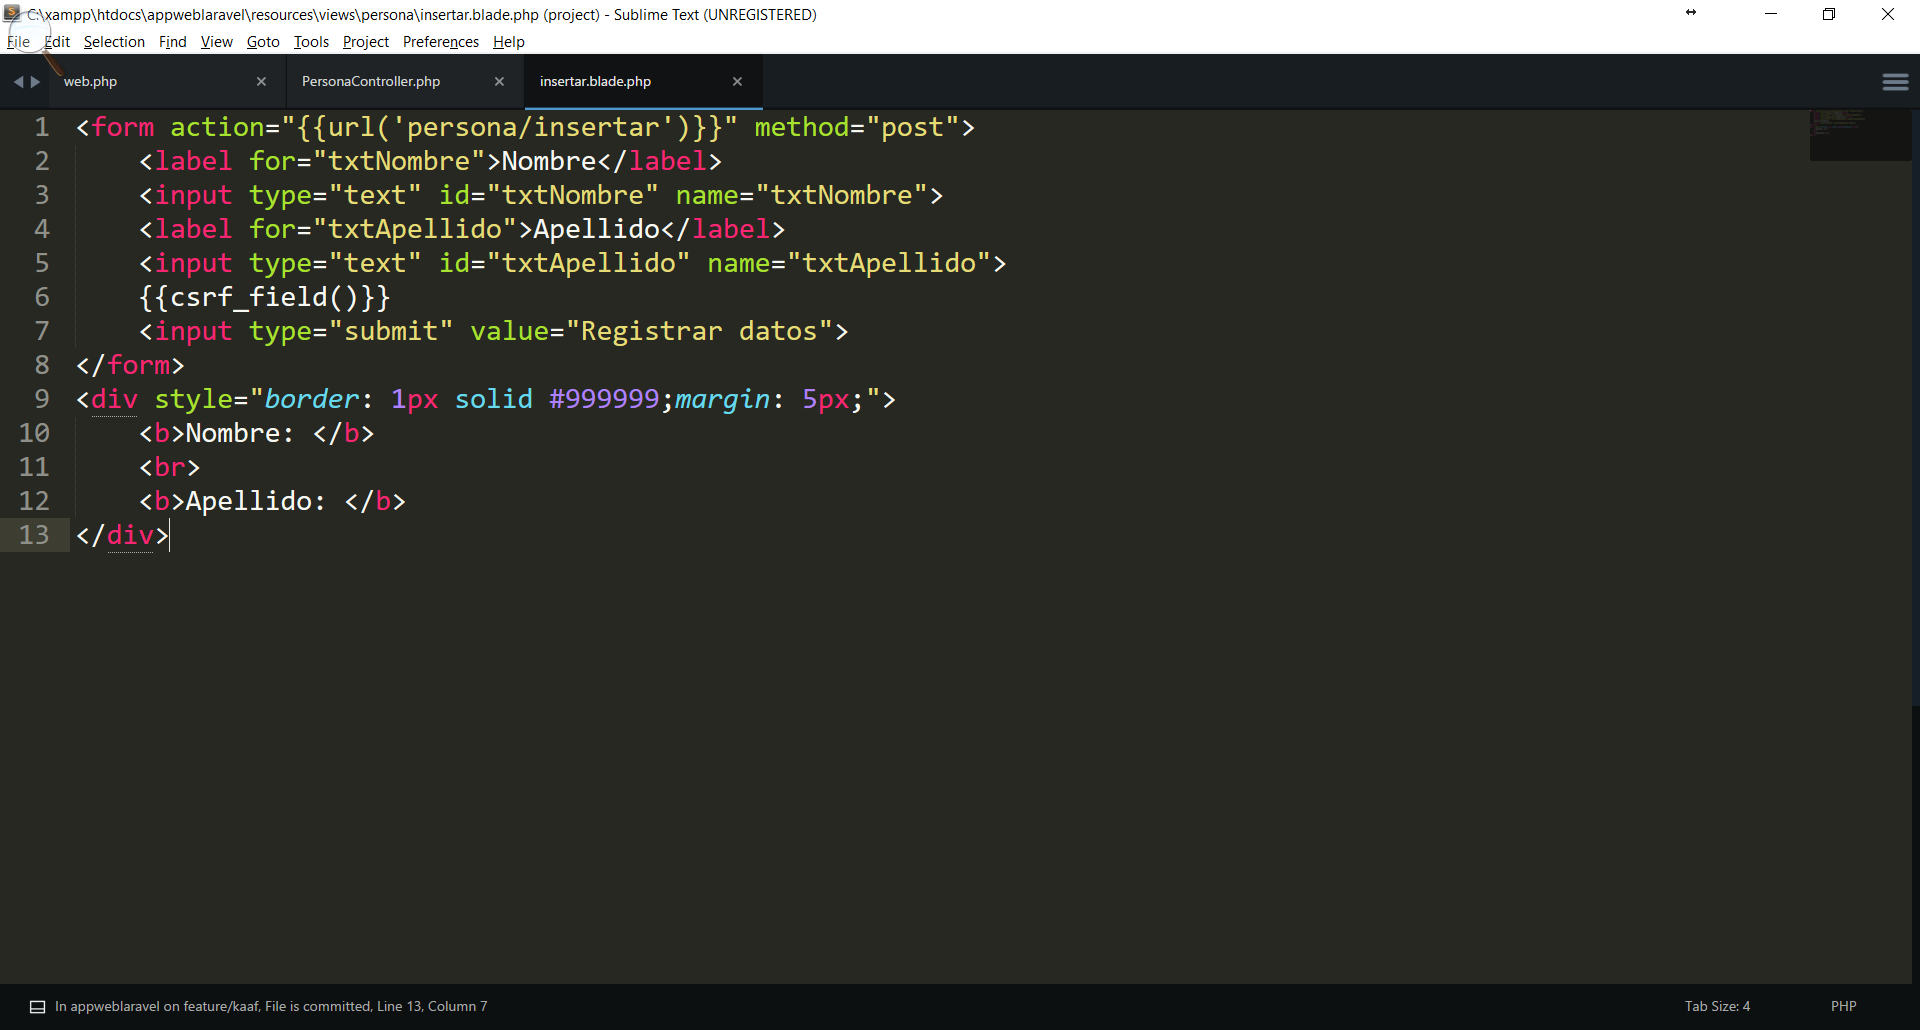 C:\xampp\htdocs\appweblaravel\resources\views\persona\insertar.blade.php (project) - Sublime Text (UNREGISTERED)
File Edit Selection Find View Goto Tools Project Preferences Help
web.php PersonaController.php insertar.blade.php
1 <form action="{{url('persona/insertar')}}" method="post">
2     <label for="txtNombre">Nombre</label>
3     <input type="text" id="txtNombre" name="txtNombre">
4     <label for="txtApellido">Apellido</label>
5     <input type="text" id="txtApellido" name="txtApellido">
6     {{csrf_field()}}
7     <input type="submit" value="Registrar datos">
8 </form>
9 <div style="border: 1px solid #999999;margin: 5px;">
10     <b>Nombre: </b>
11     <br>
12     <b>Apellido: </b>
13 </div>
In appweblaravel on feature/kaaf, File is committed, Line 13, Column 7 Tab Size: 4 PHP